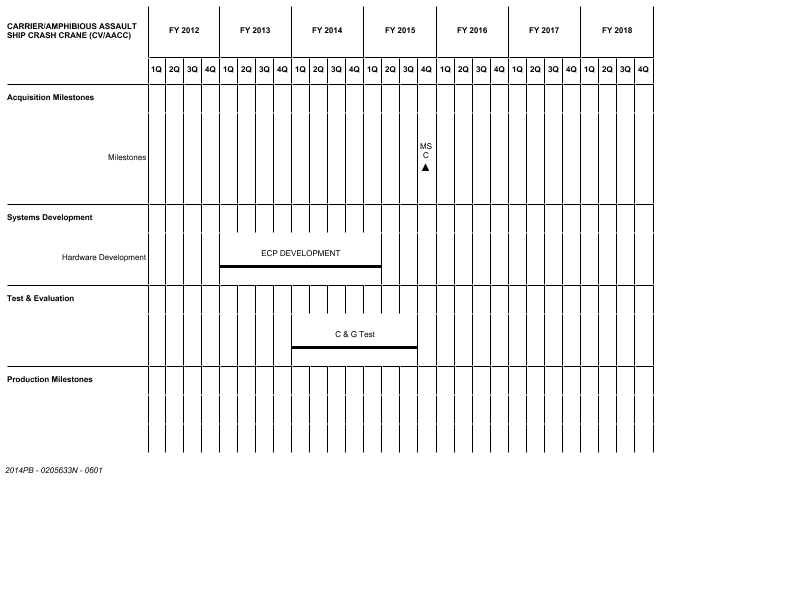 CARRIER/AMPHIBIOUS ASSAULT
SHIP CRASH CRANE (CV/AACC)
FY 2012 FY 2013 FY 2014 FY 2015 FY 2016 FY 2017 FY 2018
1Q 2Q 3Q 4Q 1Q 2Q 3Q 4Q 1Q 2Q 3Q 4Q 1Q 2Q 3Q 4Q 1Q 2Q 3Q 4Q 1Q 2Q 3Q 4Q 1Q 2Q 3Q 4Q
Acquisition Milestones
Milestones
MS
C
Systems Development
Hardware Development
ECP DEVELOPMENT
Test & Evaluation
C & G Test
Production Milestones
2014PB - 0205633N - 0601